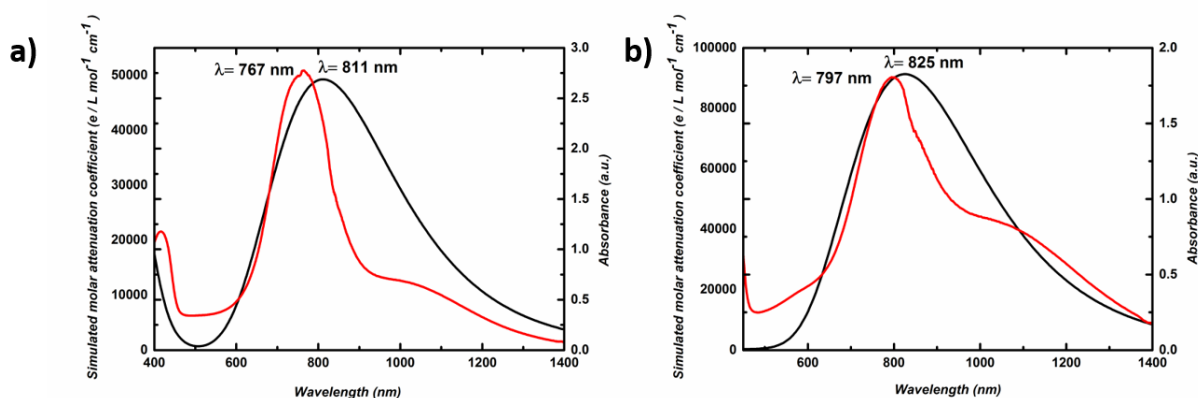 a)
Simulated molar attenuation coefficient (e / L mol⁻¹ cm⁻¹)
50000
40000
30000
20000
10000
0
λ= 767 nm
λ= 811 nm
3.0
2.5
2.0
1.5
1.0
0.5
0.0
Absorbance (a.u.)
400 600 800 1000 1200 1400
Wavelength (nm)
b)
Simulated molar attenuation coefficient (e / L mol⁻¹ cm⁻¹)
100000
80000
60000
40000
20000
0
λ= 797 nm
λ= 825 nm
2.0
1.5
1.0
0.5
0.0
Absorbance (a.u.)
600 800 1000 1200 1400
Wavelength (nm)